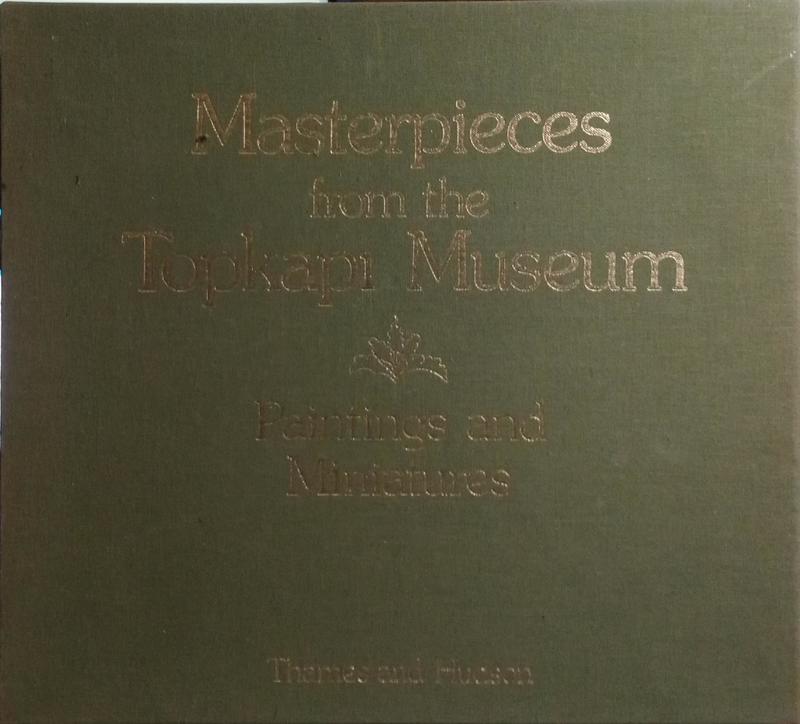 Masterpieces
from the
Topkapı Museum
Paintings and
Miniatures
Thames and Hudson